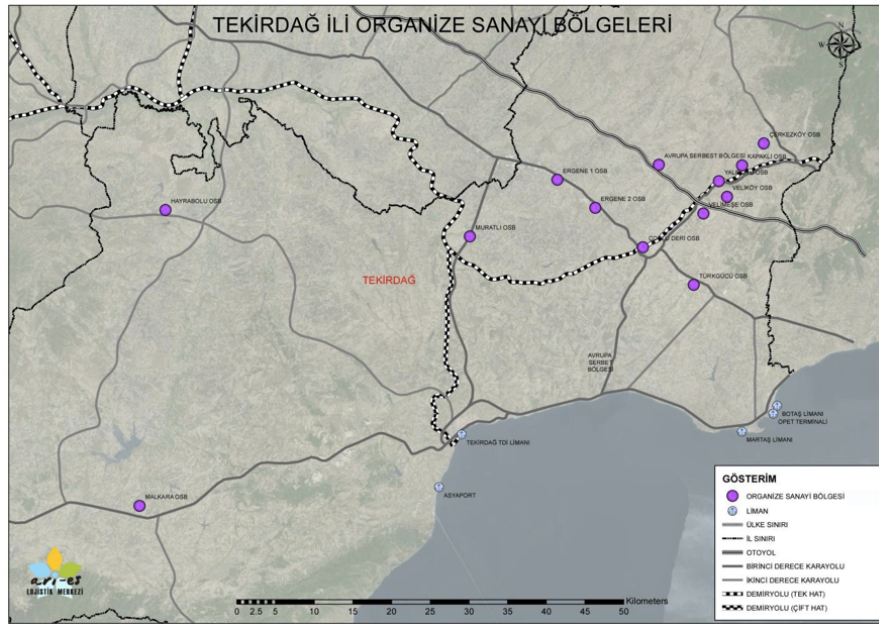 TEKİRDAĞ İLİ ORGANİZE SANAYİ BÖLGELERİ
N
W
E
S
ÇERKEZKÖY OSB
AVRUPA SERBEST BÖLGESİ
KAPAKLI OSB
ERGENE 1 OSB
VELİKÖY OSB
HAYRABOLU OSB
ERGENE 2 OSB
VELİMEŞE OSB
MURATLI OSB
DERİ OSB
TEKİRDAĞ
TÜRKGÜCÜ OSB
AVRUPA
SERBET
BÖLGESİ
BOTAŞ LİMANI
OPET TERMİNALİ
TEKİRDAĞ TDİ LİMANI
MARTAŞ LİMANI
ASYAPORT
MALKARA OSB
GÖSTERİM
ORGANİZE SANAYİ BÖLGESİ
LİMAN
ÜLKE SINIRI
İL SINIRI
OTOYOL
BİRİNCİ DERECE KARAYOLU
İKİNCİ DERECE KARAYOLU
DEMİRYOLU (TEK HAT)
DEMİRYOLU (ÇİFT HAT)
arı-es
LOJİSTİK MERKEZİ
Kilometers
0 2.5 5 10 15 20 25 30 35 40 45 50